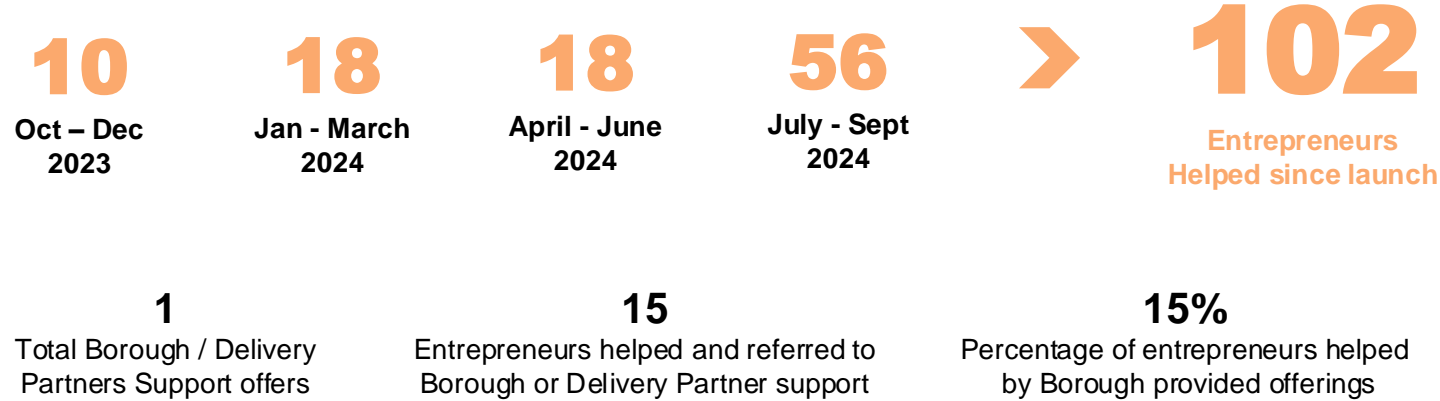 10
Oct – Dec
2023
18
Jan - March
2024
18
April - June
2024
56
July - Sept
2024
102
Entrepreneurs
Helped since launch
1
Total Borough / Delivery
Partners Support offers
15
Entrepreneurs helped and referred to
Borough or Delivery Partner support
15%
Percentage of entrepreneurs helped
by Borough provided offerings